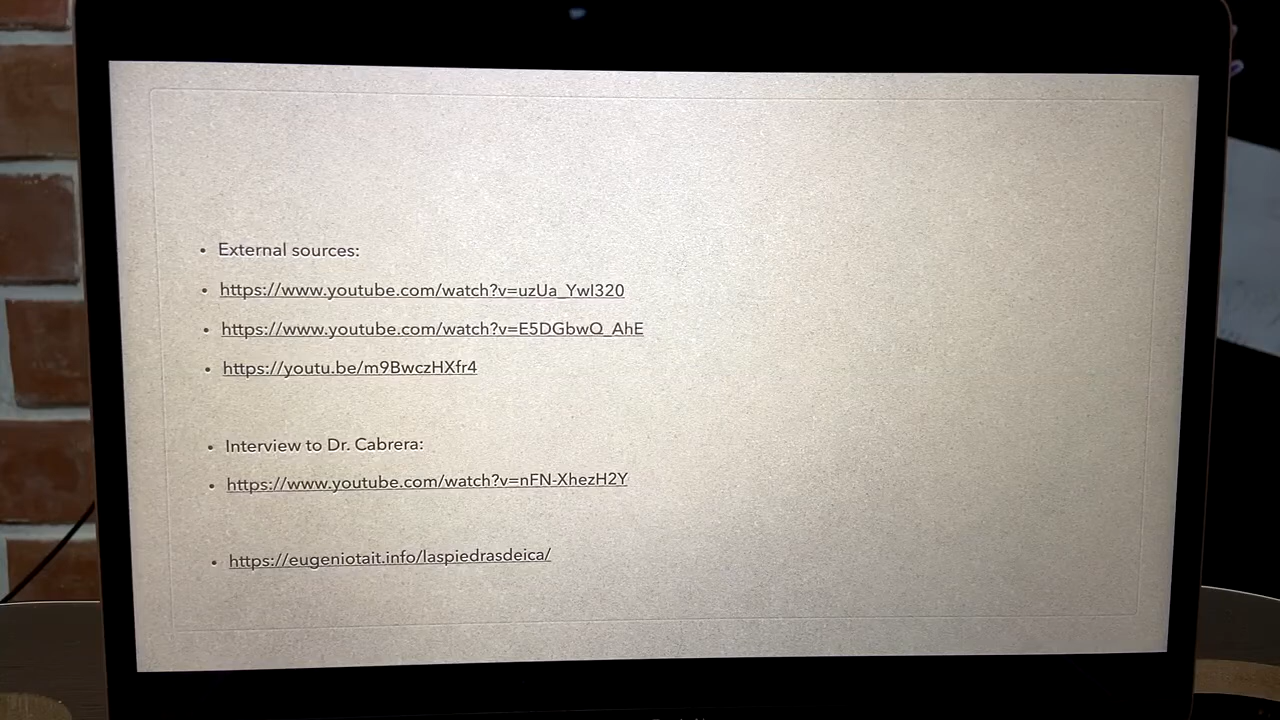 • External sources:
• https://www.youtube.com/watch?v=uzUa_YwI320
• https://www.youtube.com/watch?v=E5DGbwQ_AhE
• https://youtu.be/m9BwczHXfr4
• Interview to Dr. Cabrera:
• https://www.youtube.com/watch?v=nFN-XhezH2Y
• https://eugeniotait.info/laspiedrasdeica/